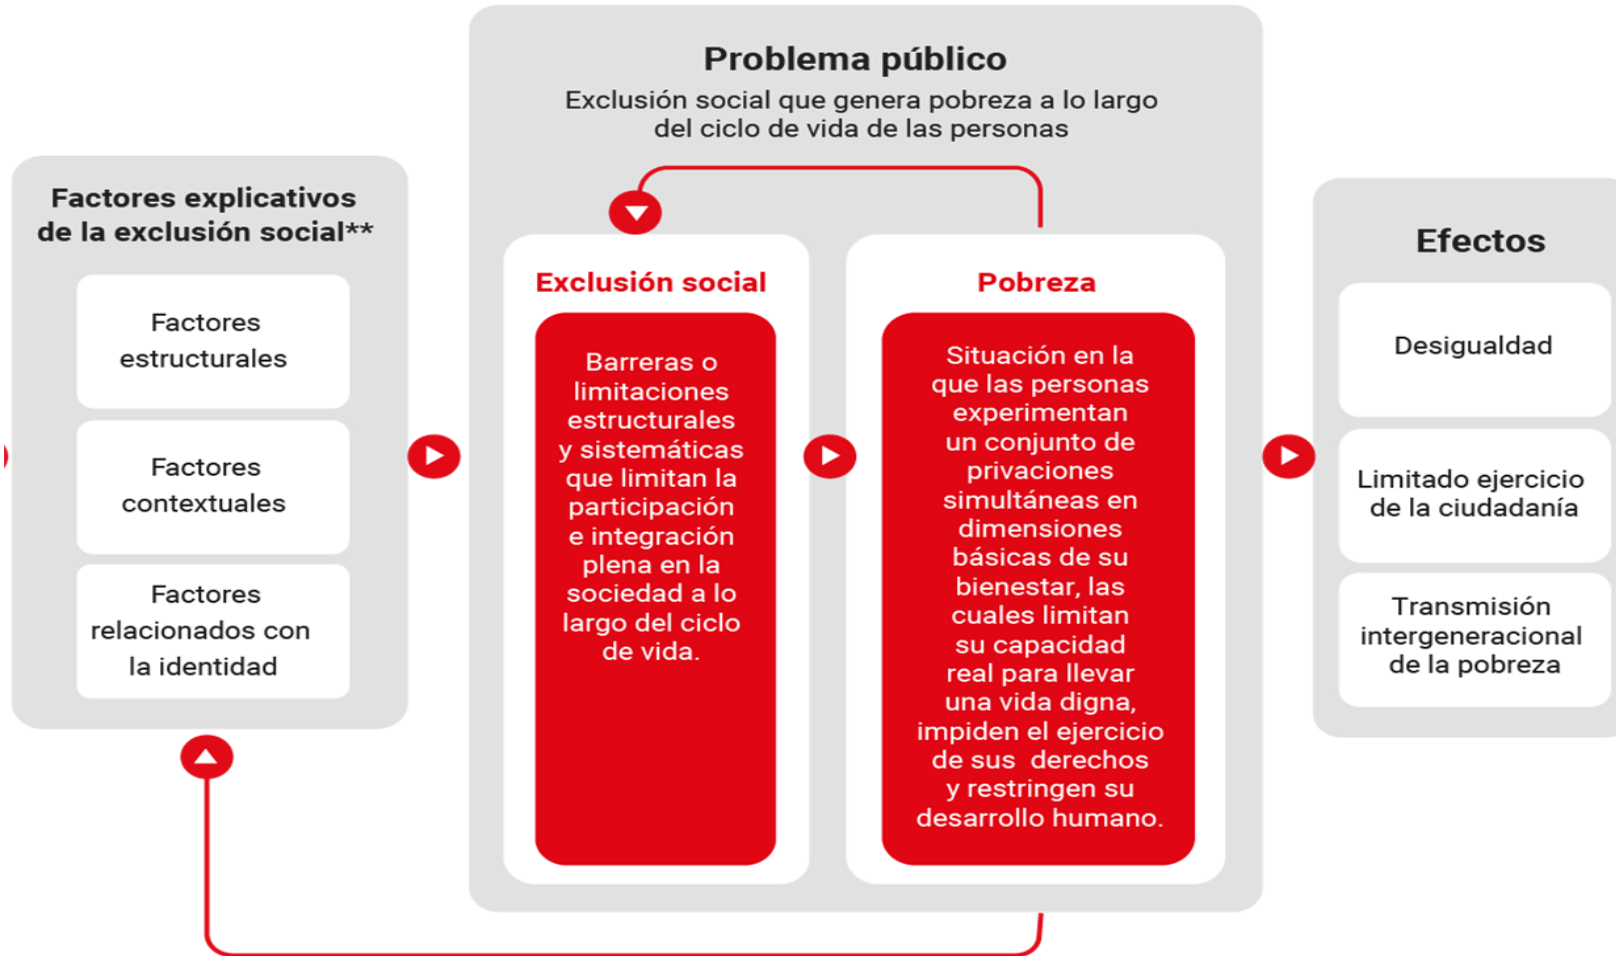 Problema público
Exclusión social que genera pobreza a lo largo
del ciclo de vida de las personas
Factores explicativos
de la exclusión social**
Factores
estructurales
Factores
contextuales
Factores
relacionados con
la identidad
Exclusión social
Barreras o
limitaciones
estructurales
y sistemáticas
que limitan la
participación
e integración
plena en la
sociedad a lo
largo del ciclo
de vida.
Pobreza
Situación en la
que las personas
experimentan
un conjunto de
privaciones
simultáneas en
dimensiones
básicas de su
bienestar, las
cuales limitan
su capacidad
real para llevar
una vida digna,
impiden el ejercicio
de sus derechos
y restringen su
desarrollo humano.
Efectos
Desigualdad
Limitado ejercicio
de la ciudadanía
Transmisión
intergeneracional
de la pobreza